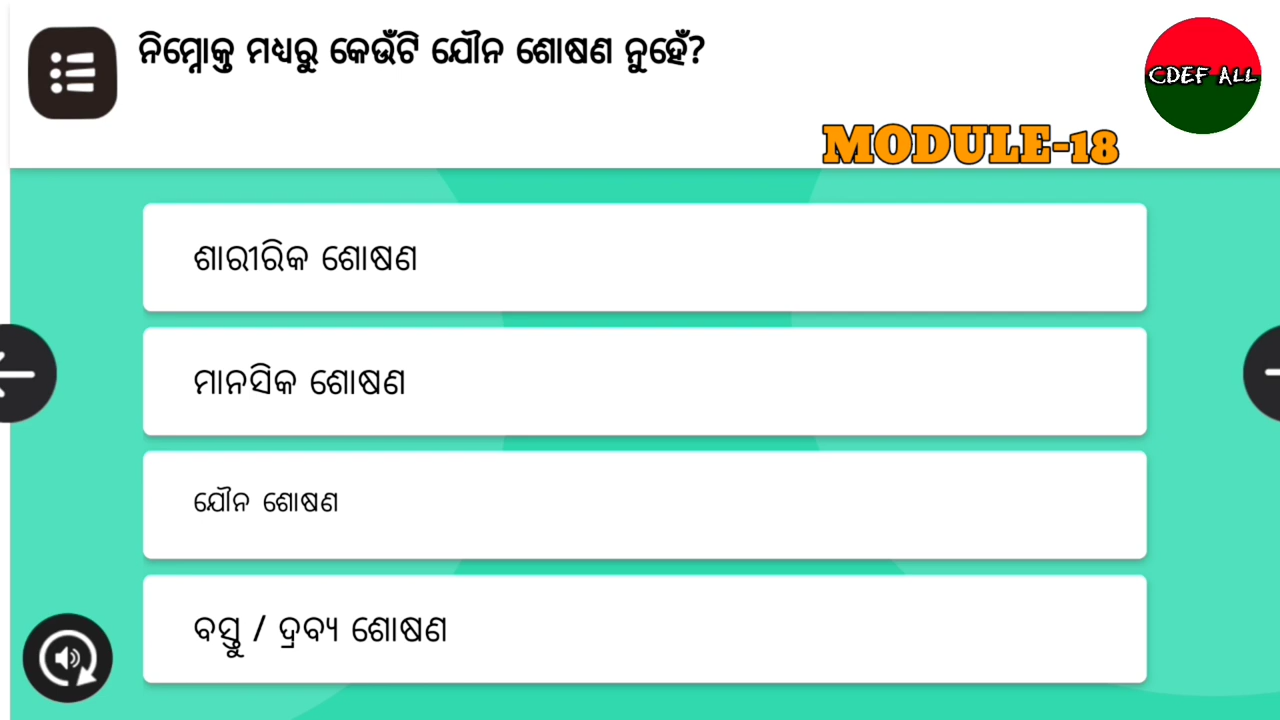 ନିମ୍ନୋକ୍ତ ମଧ୍ୟରୁ କେଉଁଟି ଯୌନ ଶୋଷଣ ନୁହେଁ?
CDEF ALL
MODULE-18
ଶାରୀରିକ ଶୋଷଣ
ମାନସିକ ଶୋଷଣ
ଯୌନ ଶୋଷଣ
ବସ୍ତୁ / ଦ୍ରବ୍ୟ ଶୋଷଣ